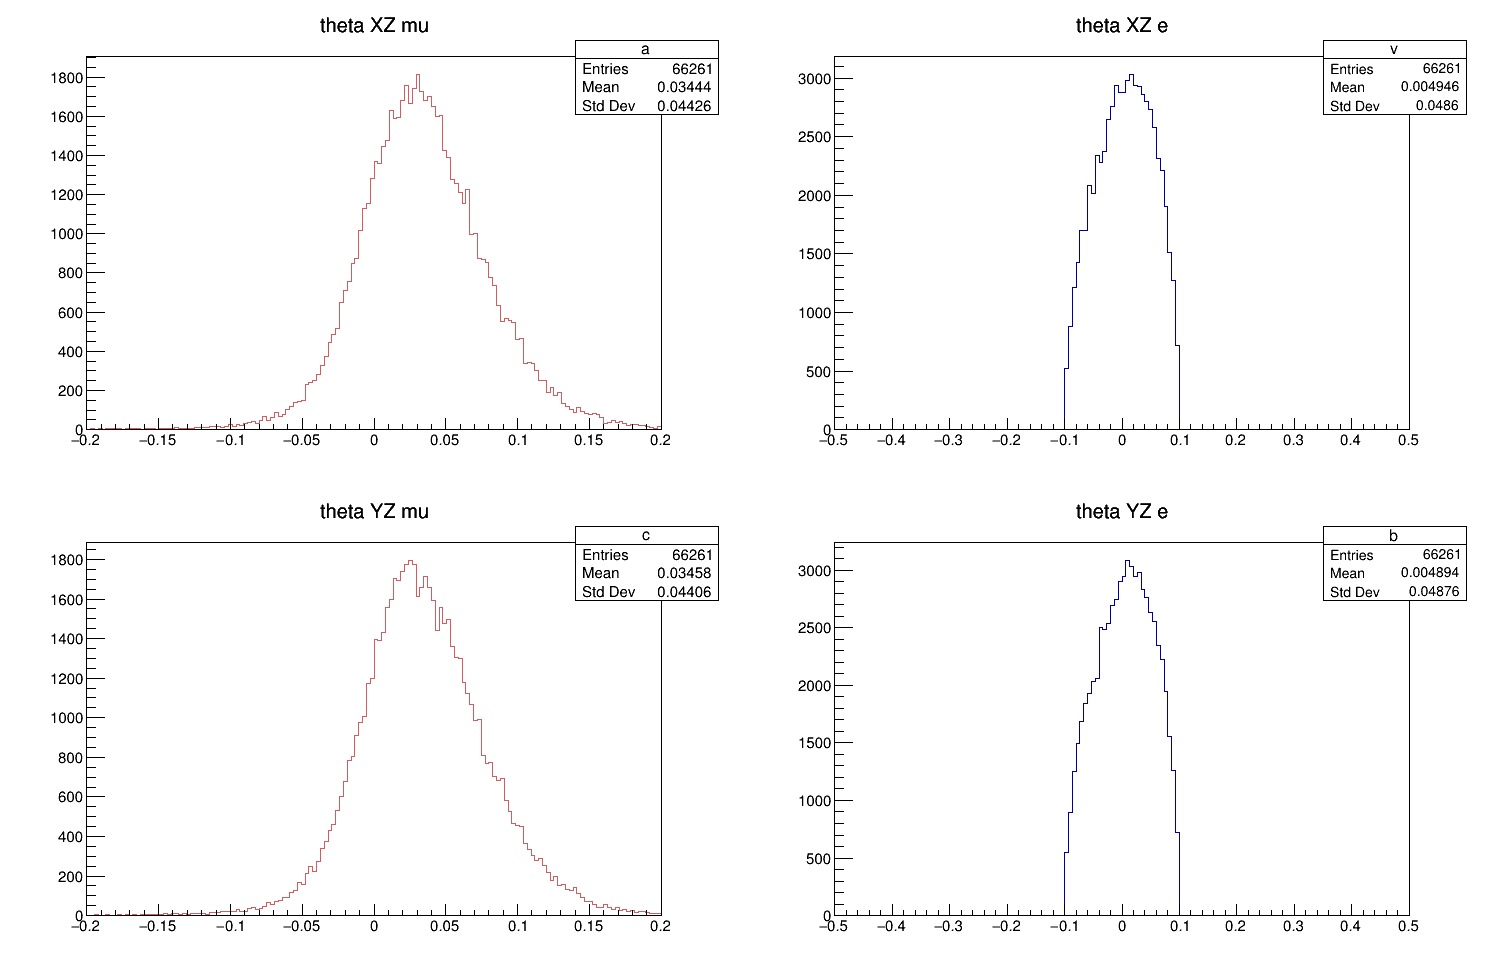 theta XZ mu
a
Entries 66261
Mean 0.03444
Std Dev 0.04426
1800
1600
1400
1200
1000
800
600
400
200
0
−0.2 −0.15 −0.1 −0.05 0 0.05 0.1 0.15 0.2
theta XZ e
v
Entries 66261
Mean 0.004946
Std Dev 0.0486
3000
2500
2000
1500
1000
500
0
−0.5 −0.4 −0.3 −0.2 −0.1 0 0.1 0.2 0.3 0.4 0.5
theta YZ mu
c
Entries 66261
Mean 0.03458
Std Dev 0.04406
1800
1600
1400
1200
1000
800
600
400
200
0
−0.2 −0.15 −0.1 −0.05 0 0.05 0.1 0.15 0.2
theta YZ e
b
Entries 66261
Mean 0.004894
Std Dev 0.04876
3000
2500
2000
1500
1000
500
0
−0.5 −0.4 −0.3 −0.2 −0.1 0 0.1 0.2 0.3 0.4 0.5